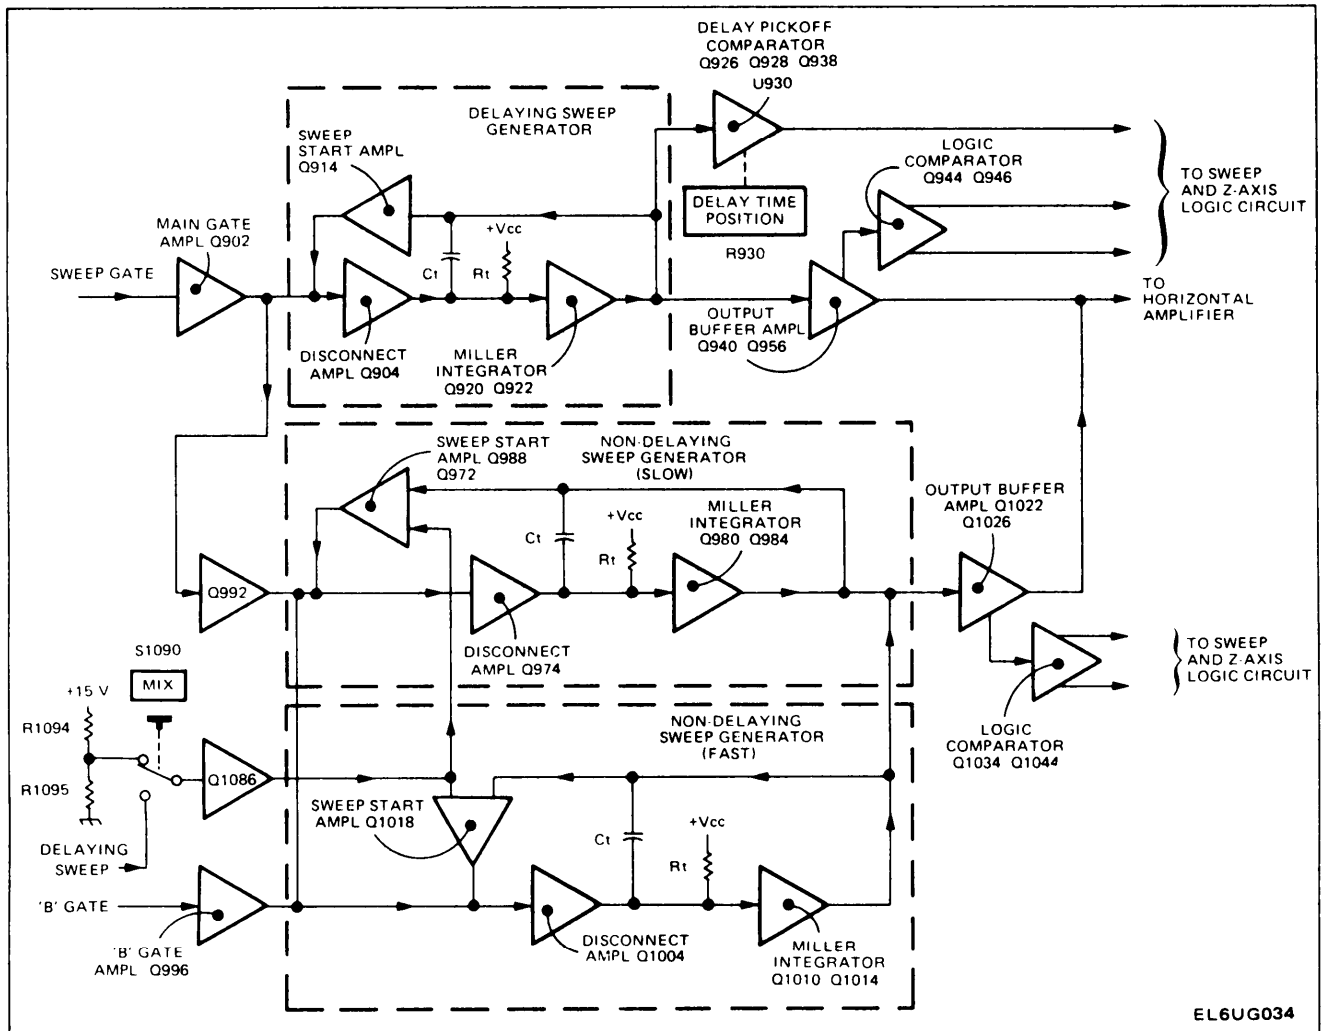 DELAY PICKOFF
COMPARATOR
Q926 Q928 Q938
U930
DELAYING SWEEP
GENERATOR
SWEEP
START AMPL
Q914
LOGIC
COMPARATOR
Q944 Q946
TO SWEEP
AND Z-AXIS
LOGIC CIRCUIT
DELAY TIME
POSITION
R930
MAIN GATE
AMPL Q902
SWEEP GATE
+Vcc
Ct
Rt
TO
HORIZONTAL
AMPLIFIER
OUTPUT
BUFFER AMPL
Q940 Q956
DISCONNECT
AMPL Q904
MILLER
INTEGRATOR
Q920 Q922
SWEEP START
AMPL Q988
Q972
NON-DELAYING
SWEEP GENERATOR
(SLOW)
MILLER
INTEGRATOR
Q980 Q984
+Vcc
Ct
Rt
OUTPUT BUFFER
AMPL Q1022
Q1026
Q992
DISCONNECT
AMPL Q974
TO SWEEP
AND Z-AXIS
LOGIC CIRCUIT
LOGIC
COMPARATOR
Q1034 Q1044
S1090
MIX
+15 V
R1094
R1095
Q1086
DELAYING
SWEEP
NON-DELAYING
SWEEP GENERATOR
(FAST)
SWEEP START
AMPL Q1018
+Vcc
Ct
Rt
'B' GATE
'B' GATE
AMPL Q996
DISCONNECT
AMPL Q1004
MILLER
INTEGRATOR
Q1010 Q1014
EL6UG034